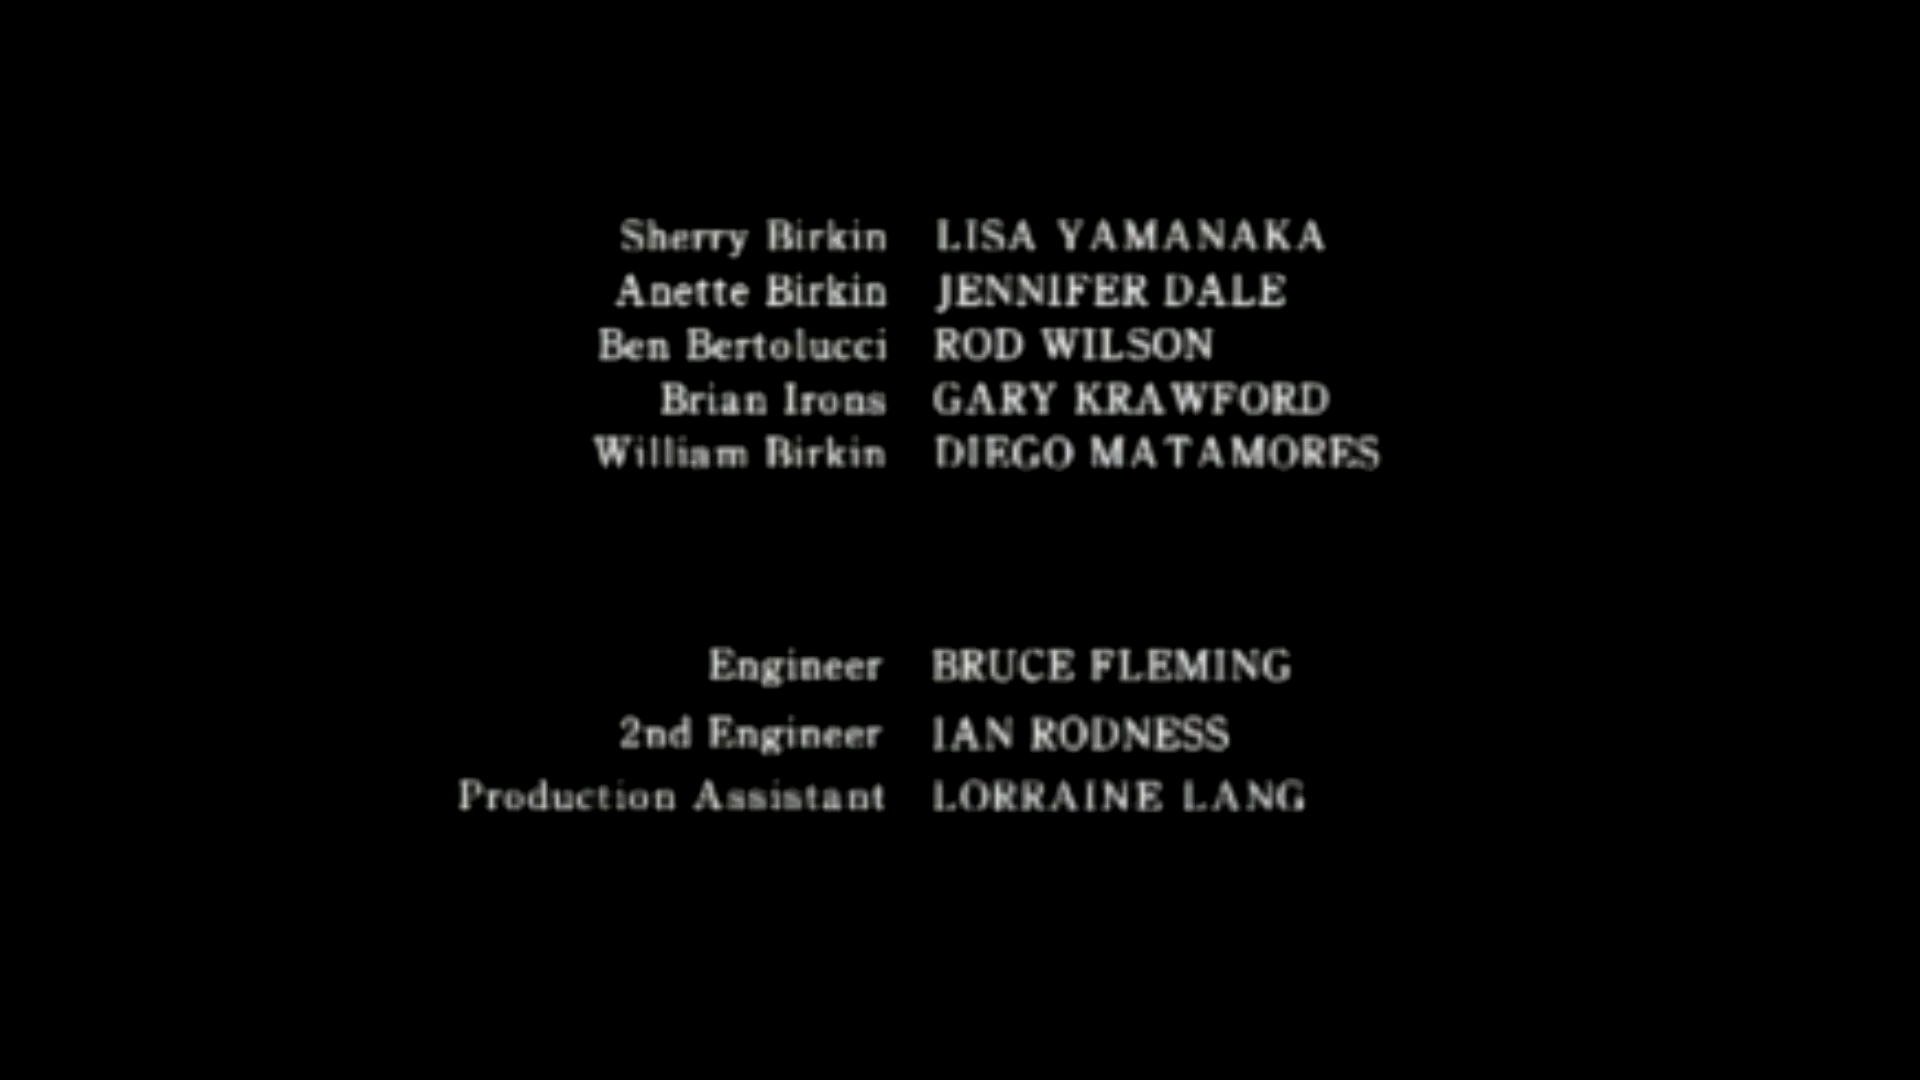 Sherry Birkin LISA YAMANAKA
Anette Birkin JENNIFER DALE
Ben Bertolucci ROD WILSON
Brian Irons GARY KRAWFORD
William Birkin DIEGO MATAMORES
Engineer BRUCE FLEMING
2nd Engineer IAN RODNESS
Production Assistant LORRAINE LANG